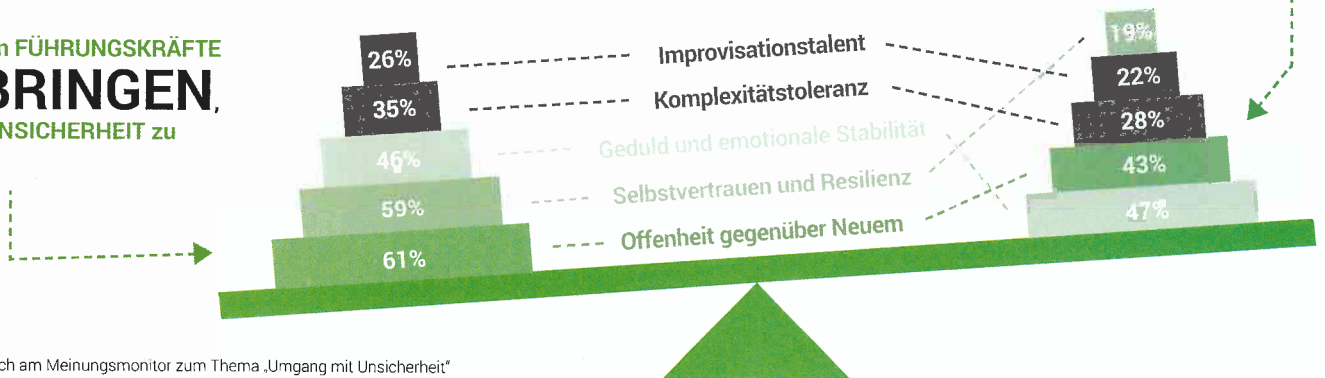 n FÜHRUNGSKRÄFTE
BRINGEN,
NSICHERHEIT zu
26%
35%
46%
59%
61%
Improvisationstalent
Komplexitätstoleranz
Geduld und emotionale Stabilität
Selbstvertrauen und Resilienz
Offenheit gegenüber Neuem
19%
22%
28%
43%
47%
ch am Meinungsmonitor zum Thema „Umgang mit Unsicherheit“